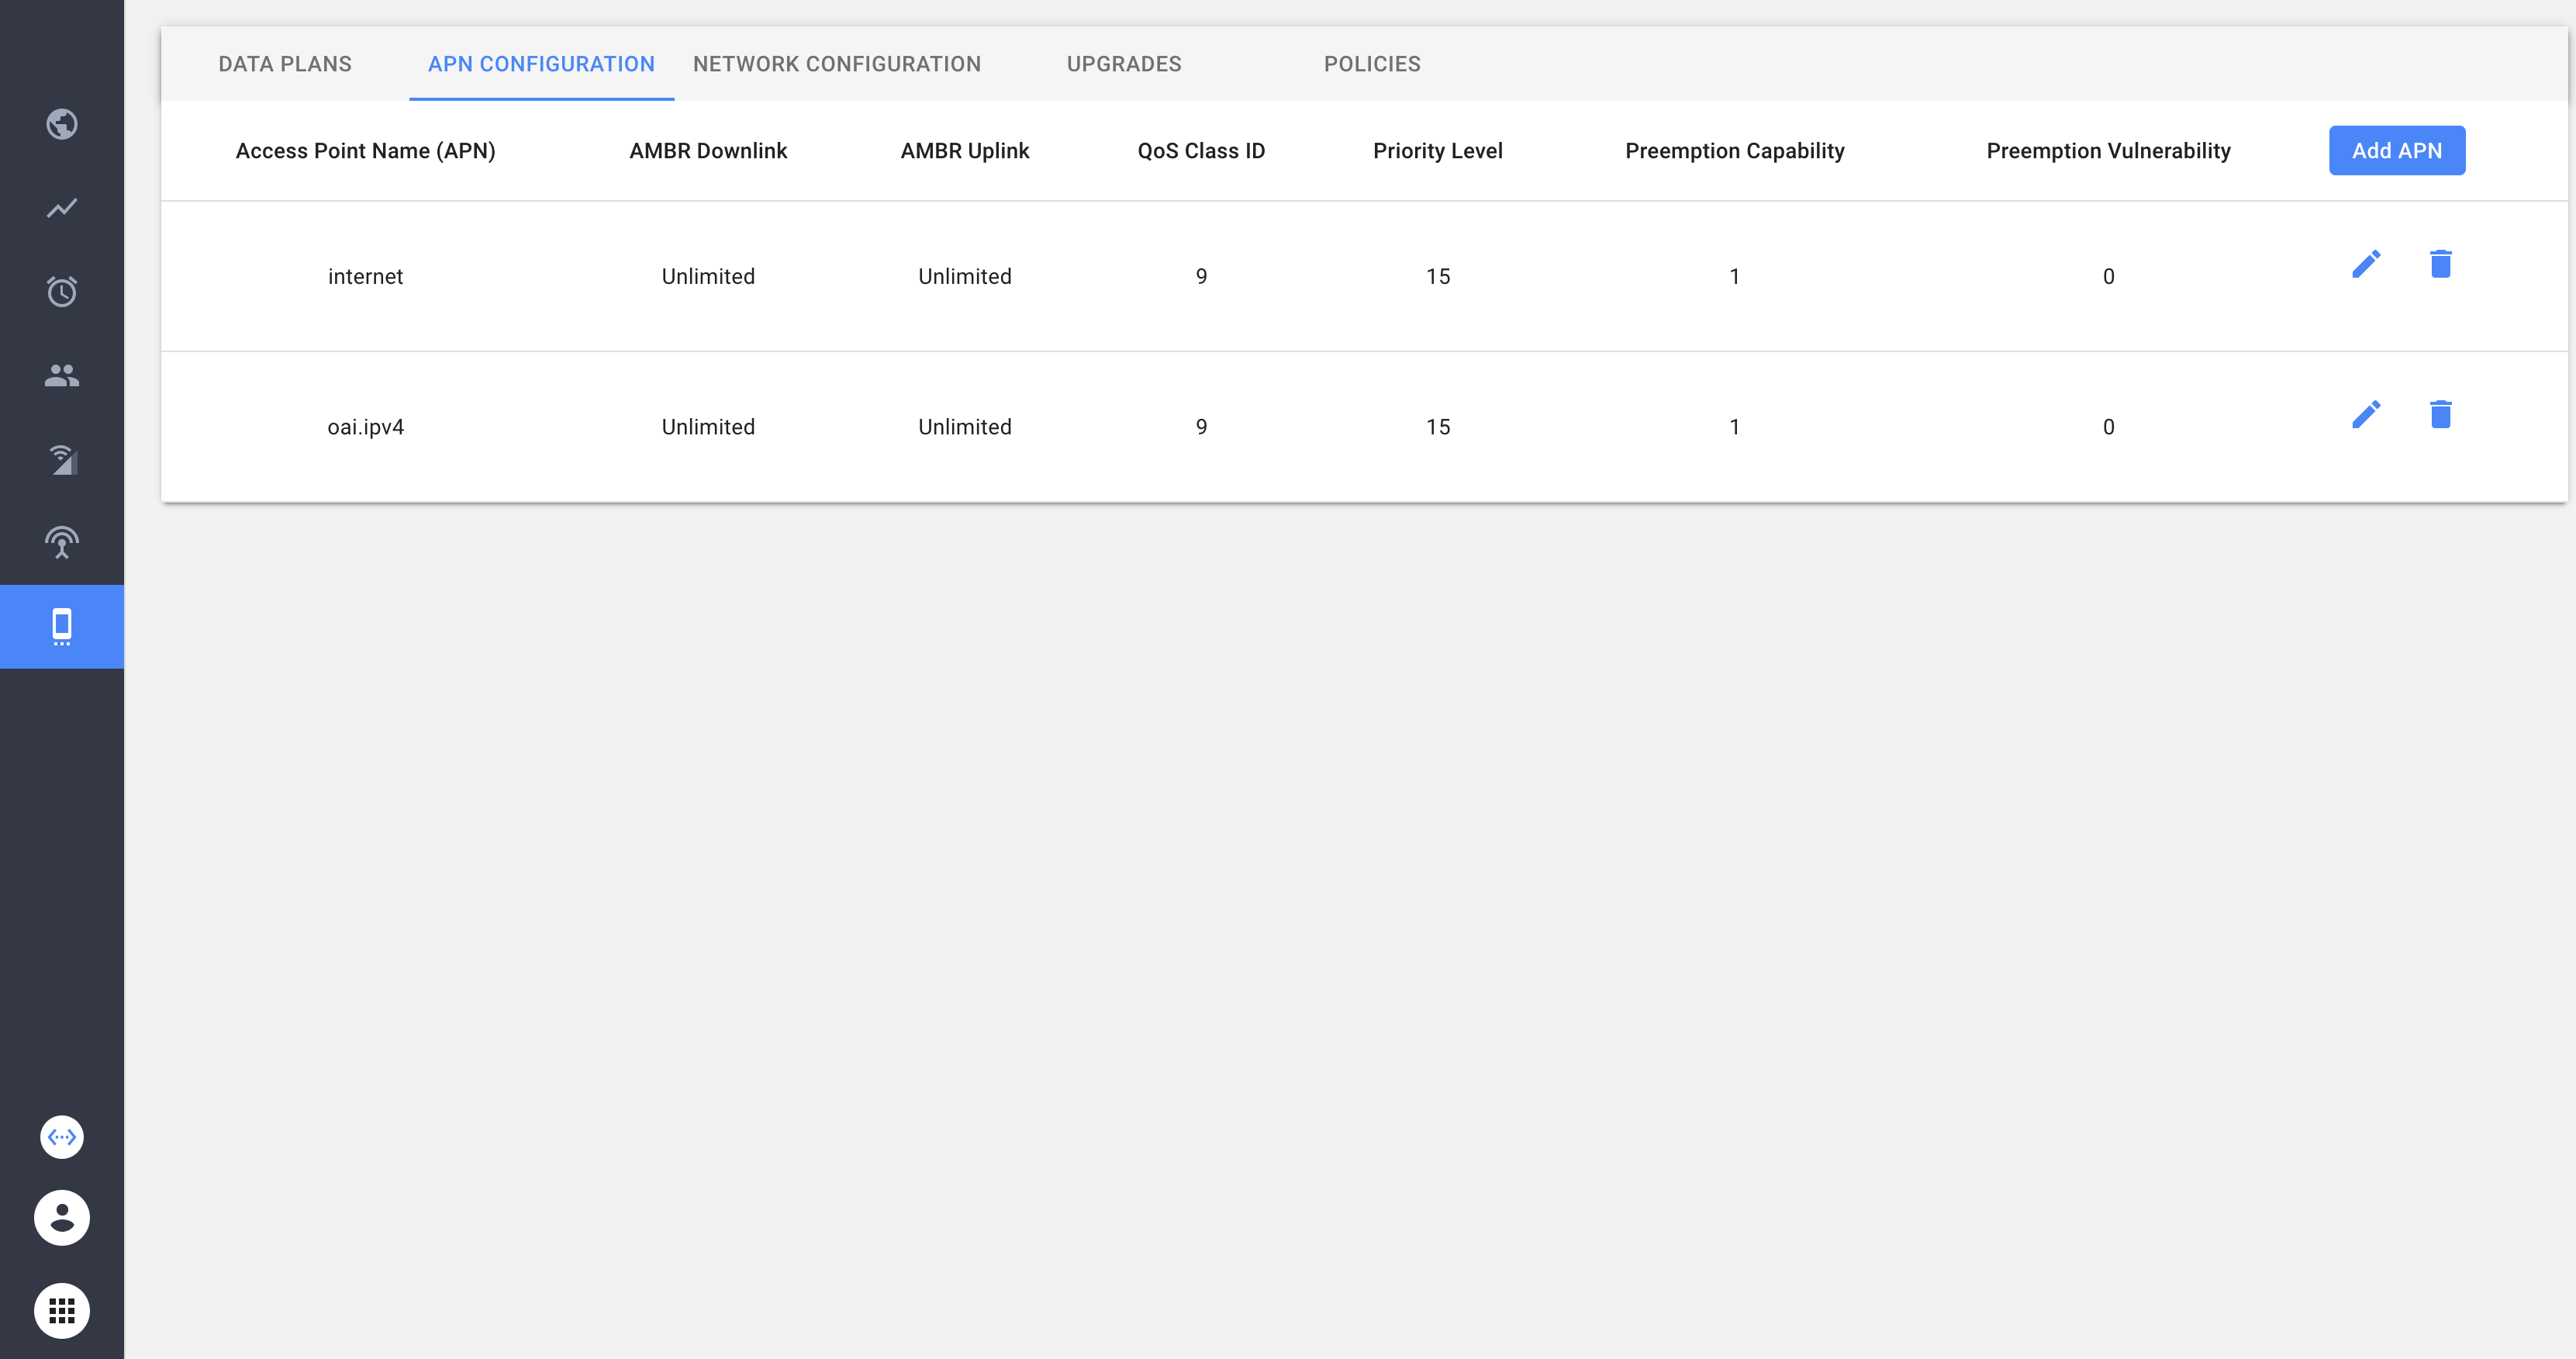 DATA PLANS APN CONFIGURATION NETWORK CONFIGURATION UPGRADES POLICIES
Access Point Name (APN) AMBR Downlink AMBR Uplink QoS Class ID Priority Level Preemption Capability Preemption Vulnerability Add APN
internet Unlimited Unlimited 9 15 1 0
oai.ipv4 Unlimited Unlimited 9 15 1 0